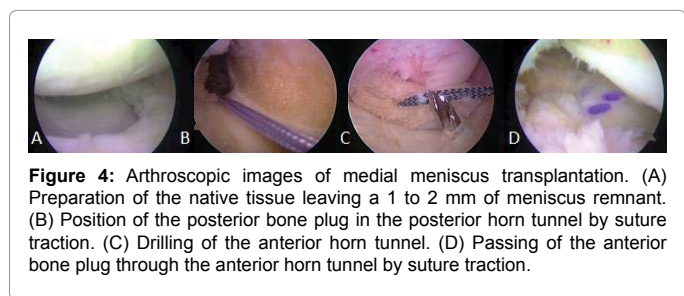 A B C D
Figure 4: Arthroscopic images of medial meniscus transplantation. (A)
Preparation of the native tissue leaving a 1 to 2 mm of meniscus remnant.
(B) Position of the posterior bone plug in the posterior horn tunnel by suture
traction. (C) Drilling of the anterior horn tunnel. (D) Passing of the anterior
bone plug through the anterior horn tunnel by suture traction.